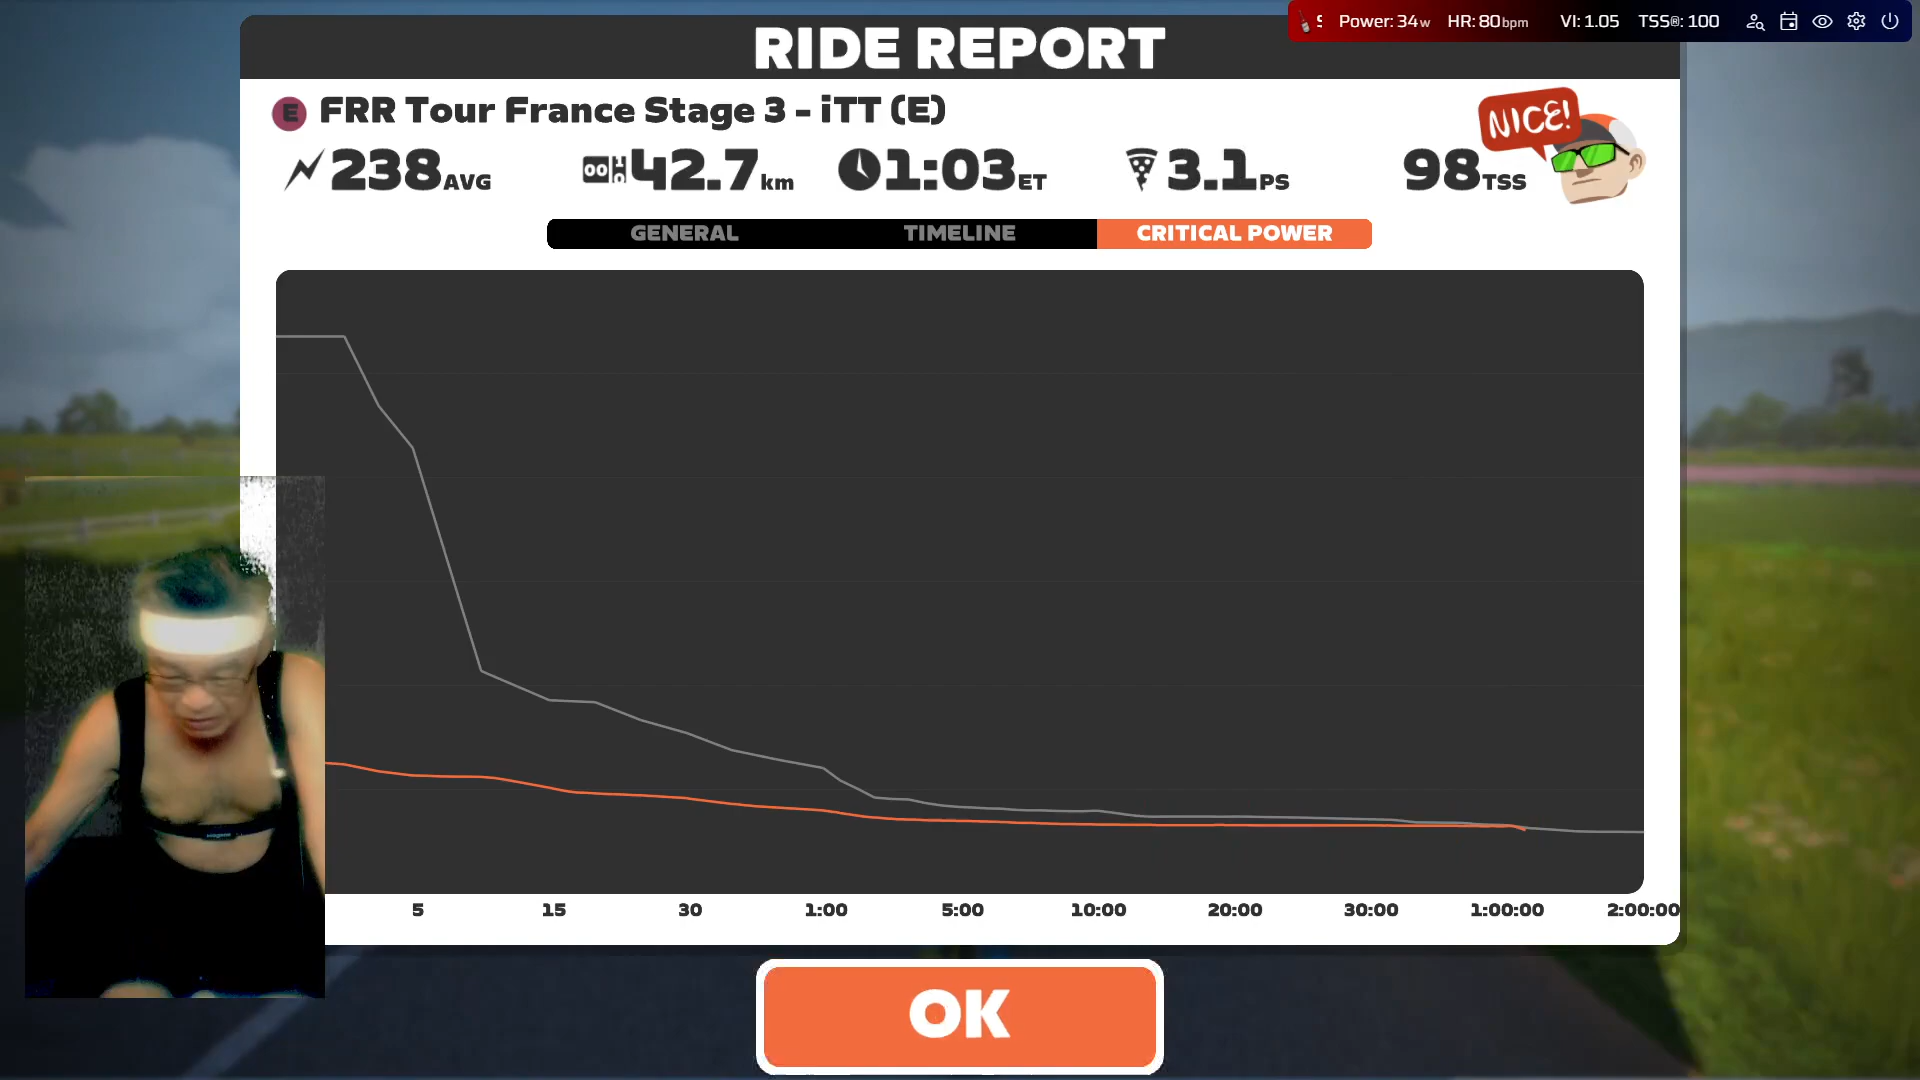 RIDE REPORT
Power: 34w HR: 80bpm VI: 1.05 TSS®: 100
E FRR Tour France Stage 3 - iTT (E)
NICE!
238AVG 42.7km 1:03ET 3.1PS 98TSS
GENERAL TIMELINE CRITICAL POWER
5 15 30 1:00 5:00 10:00 20:00 30:00 1:00:00 2:00:00
OK